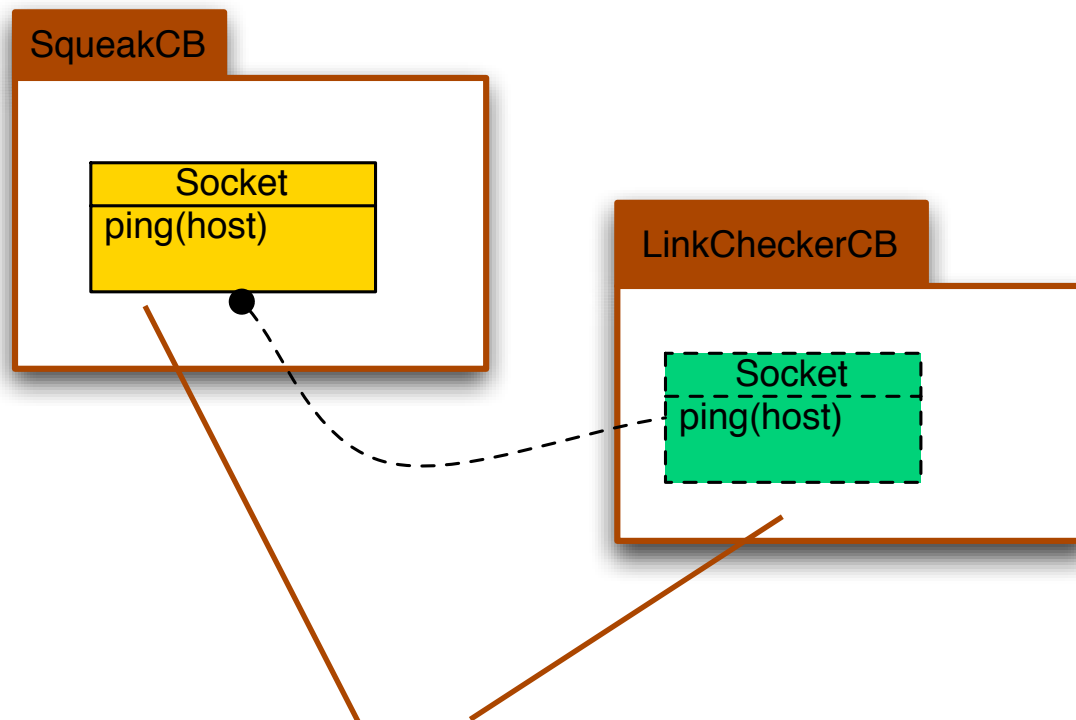 SqueakCB
Socket
ping(host)
LinkCheckerCB
Socket
ping(host)